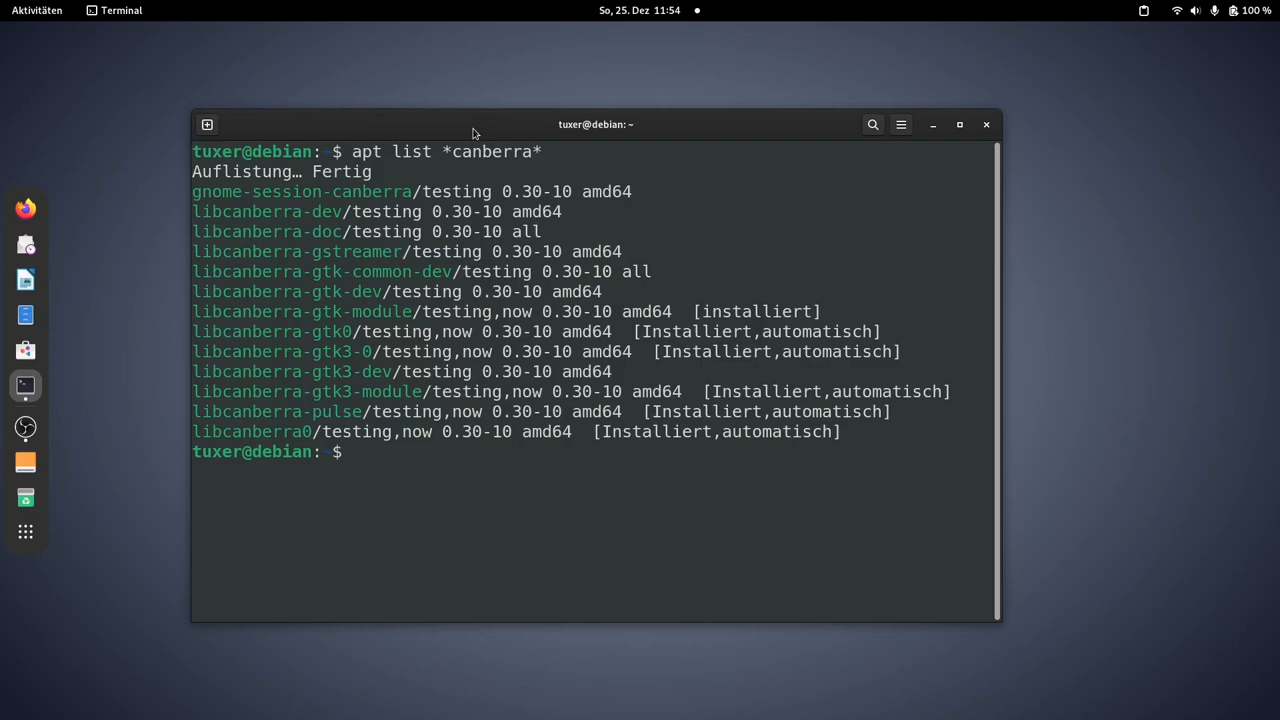 Aktivitäten Terminal So, 25. Dez 11:54 100 %
tuxer@debian: ~
tuxer@debian:~$ apt list *canberra*
Auflistung… Fertig
gnome-session-canberra/testing 0.30-10 amd64
libcanberra-dev/testing 0.30-10 amd64
libcanberra-doc/testing 0.30-10 all
libcanberra-gstreamer/testing 0.30-10 amd64
libcanberra-gtk-common-dev/testing 0.30-10 all
libcanberra-gtk-dev/testing 0.30-10 amd64
libcanberra-gtk-module/testing,now 0.30-10 amd64  [installiert]
libcanberra-gtk0/testing,now 0.30-10 amd64  [Installiert,automatisch]
libcanberra-gtk3-0/testing,now 0.30-10 amd64  [Installiert,automatisch]
libcanberra-gtk3-dev/testing 0.30-10 amd64
libcanberra-gtk3-module/testing,now 0.30-10 amd64  [Installiert,automatisch]
libcanberra-pulse/testing,now 0.30-10 amd64  [Installiert,automatisch]
libcanberra0/testing,now 0.30-10 amd64  [Installiert,automatisch]
tuxer@debian:~$